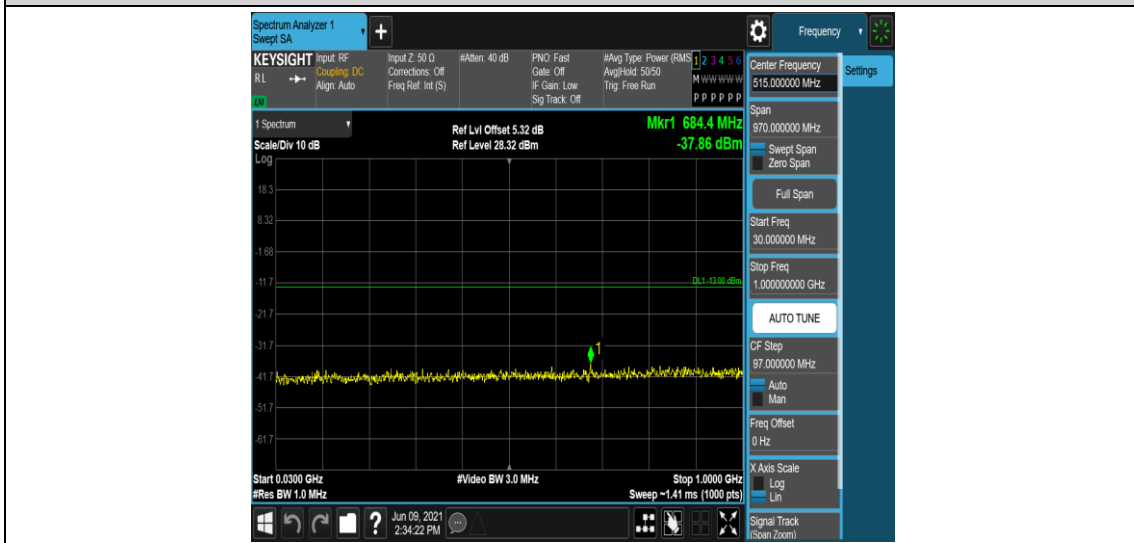 Spectrum Analyzer 1
Swept SA
Frequency
KEYSIGHT
RL
LXI
Input: RF
Coupling: DC
Align: Auto
Input Z: 50 Ω
Corrections: Off
Freq Ref: Int (S)
#Atten: 40 dB
PNO: Fast
Gate: Off
IF Gain: Low
Sig Track: Off
#Avg Type: Power (RMS
Avg|Hold: 50/50
Trig: Free Run
1 2 3 4 5 6
M W W W W W
P P P P P P
Center Frequency
515.000000 MHz
Settings
1 Spectrum
Scale/Div 10 dB
Ref Lvl Offset 5.32 dB
Ref Level 28.32 dBm
Mkr1 684.4 MHz
-37.86 dBm
Log
18.3
8.32
-1.68
-11.7
-21.7
-31.7
-41.7
-51.7
-61.7
DL1 -13.00 dBm
1
Start 0.0300 GHz
#Res BW 1.0 MHz
#Video BW 3.0 MHz
Stop 1.0000 GHz
Sweep ~1.41 ms (1000 pts)
Span
970.000000 MHz
Swept Span
Zero Span
Full Span
Start Freq
30.000000 MHz
Stop Freq
1.000000000 GHz
AUTO TUNE
CF Step
97.000000 MHz
Auto
Man
Freq Offset
0 Hz
X Axis Scale
Log
Lin
Signal Track
(Span Zoom)
?
Jun 09, 2021
2:34:22 PM